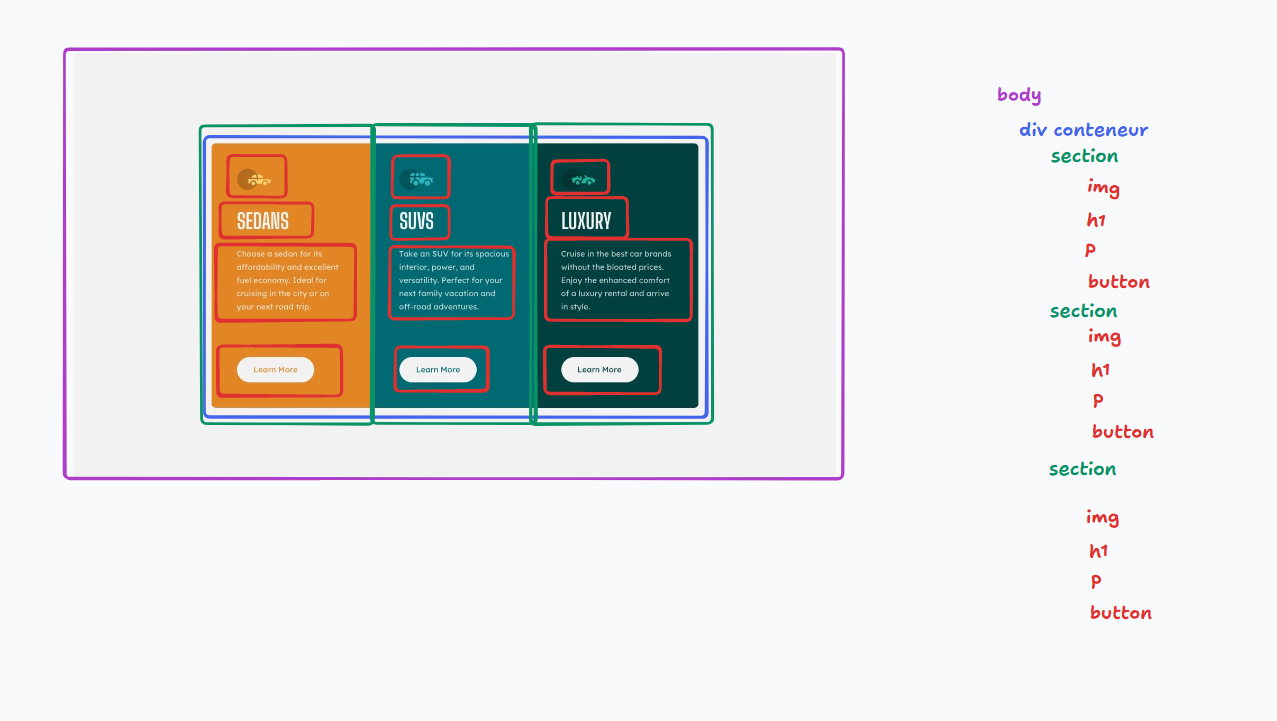 SEDANS
Choose a sedan for its
affordability and excellent
fuel economy. Ideal for
cruising in the city or on
your next road trip.
Learn More
SUVS
Take an SUV for its spacious
interior, power, and
versatility. Perfect for your
next family vacation and
off-road adventures.
Learn More
LUXURY
Cruise in the best car brands
without the bloated prices.
Enjoy the enhanced comfort
of a luxury rental and arrive
in style.
Learn More
body
div conteneur
section
img
h1
p
button
section
img
h1
p
button
section
img
h1
p
button